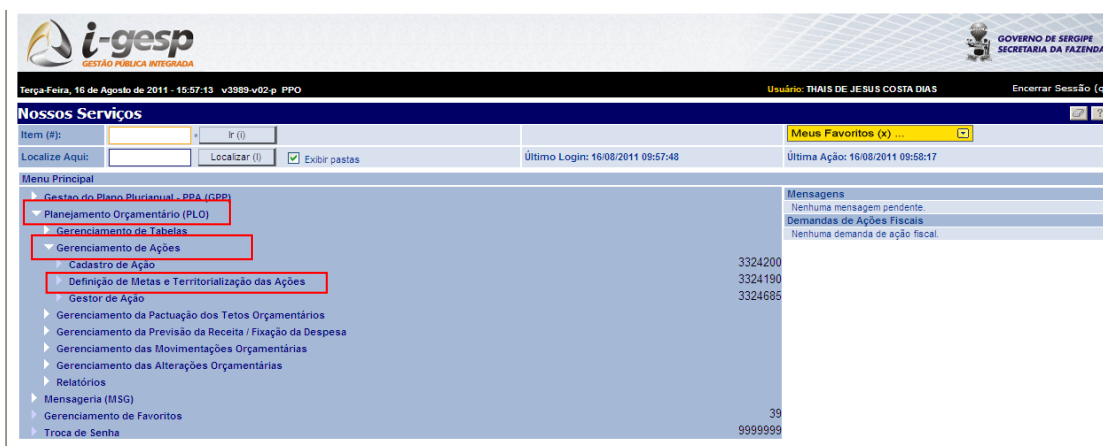 i-gesp
GESTÃO PÚBLICA INTEGRADA
GOVERNO DE SERGIPE
SECRETARIA DA FAZENDA
Terça-Feira, 16 de Agosto de 2011 - 15:57:13 v3989-v02-p PPO
Usuário: THAIS DE JESUS COSTA DIAS
Encerrar Sessão (q
Nossos Serviços
?
Item (#): * Ir (i)
Meus Favoritos (x) ...
Localize Aqui: Localizar (l) Exibir pastas
Último Login: 16/08/2011 09:57:48
Última Ação: 16/08/2011 09:58:17
Menu Principal
Gestao do Plano Plurianual - PPA (GPP)
Planejamento Orçamentário (PLO)
Gerenciamento de Tabelas
Gerenciamento de Ações
Cadastro de Ação 3324200
Definição de Metas e Territorialização das Ações 3324190
Gestor de Ação 3324685
Gerenciamento da Pactuação dos Tetos Orçamentários
Gerenciamento da Previsão da Receita / Fixação da Despesa
Gerenciamento das Movimentações Orçamentárias
Gerenciamento das Alterações Orçamentárias
Relatórios
Mensageria (MSG)
Gerenciamento de Favoritos 39
Troca de Senha 9999999
Mensagens
Nenhuma mensagem pendente.
Demandas de Ações Fiscais
Nenhuma demanda de ação fiscal.